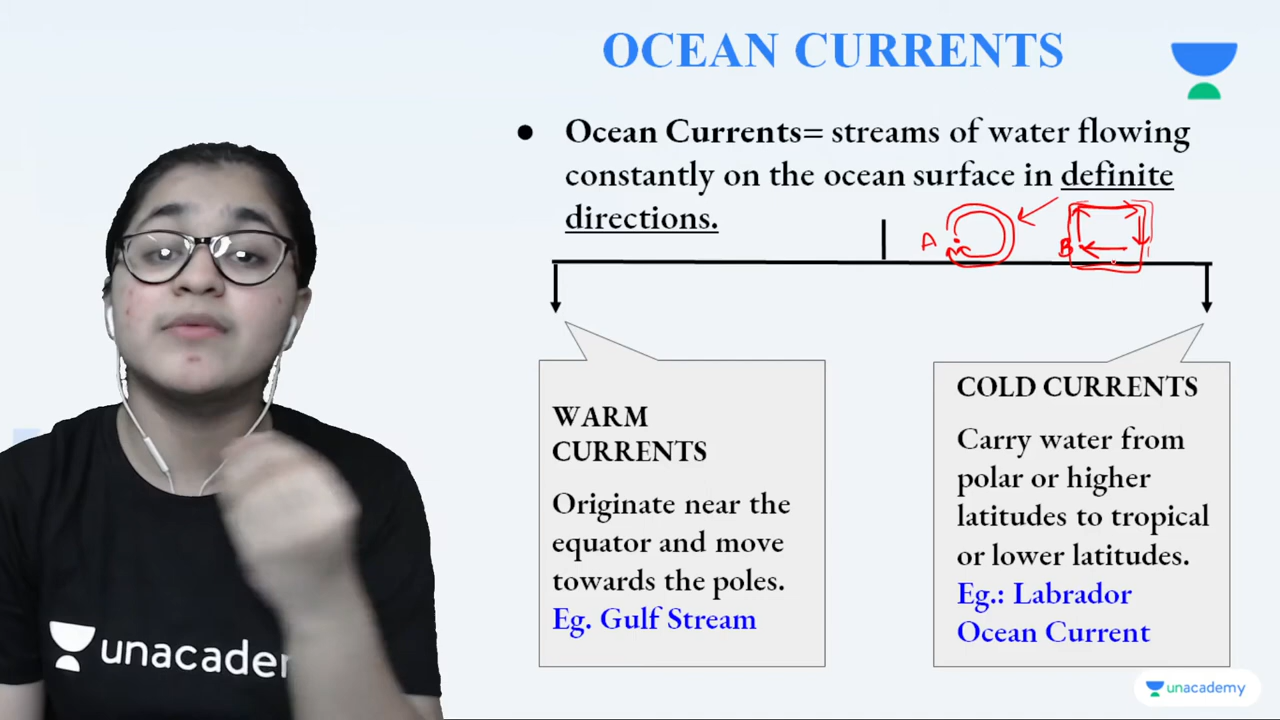 OCEAN CURRENTS
● Ocean Currents= streams of water flowing
constantly on the ocean surface in definite
directions.
A
B
WARM
CURRENTS
Originate near the
equator and move
towards the poles.
Eg. Gulf Stream
COLD CURRENTS
Carry water from
polar or higher
latitudes to tropical
or lower latitudes.
Eg.: Labrador
Ocean Current
unacadem
unacademy